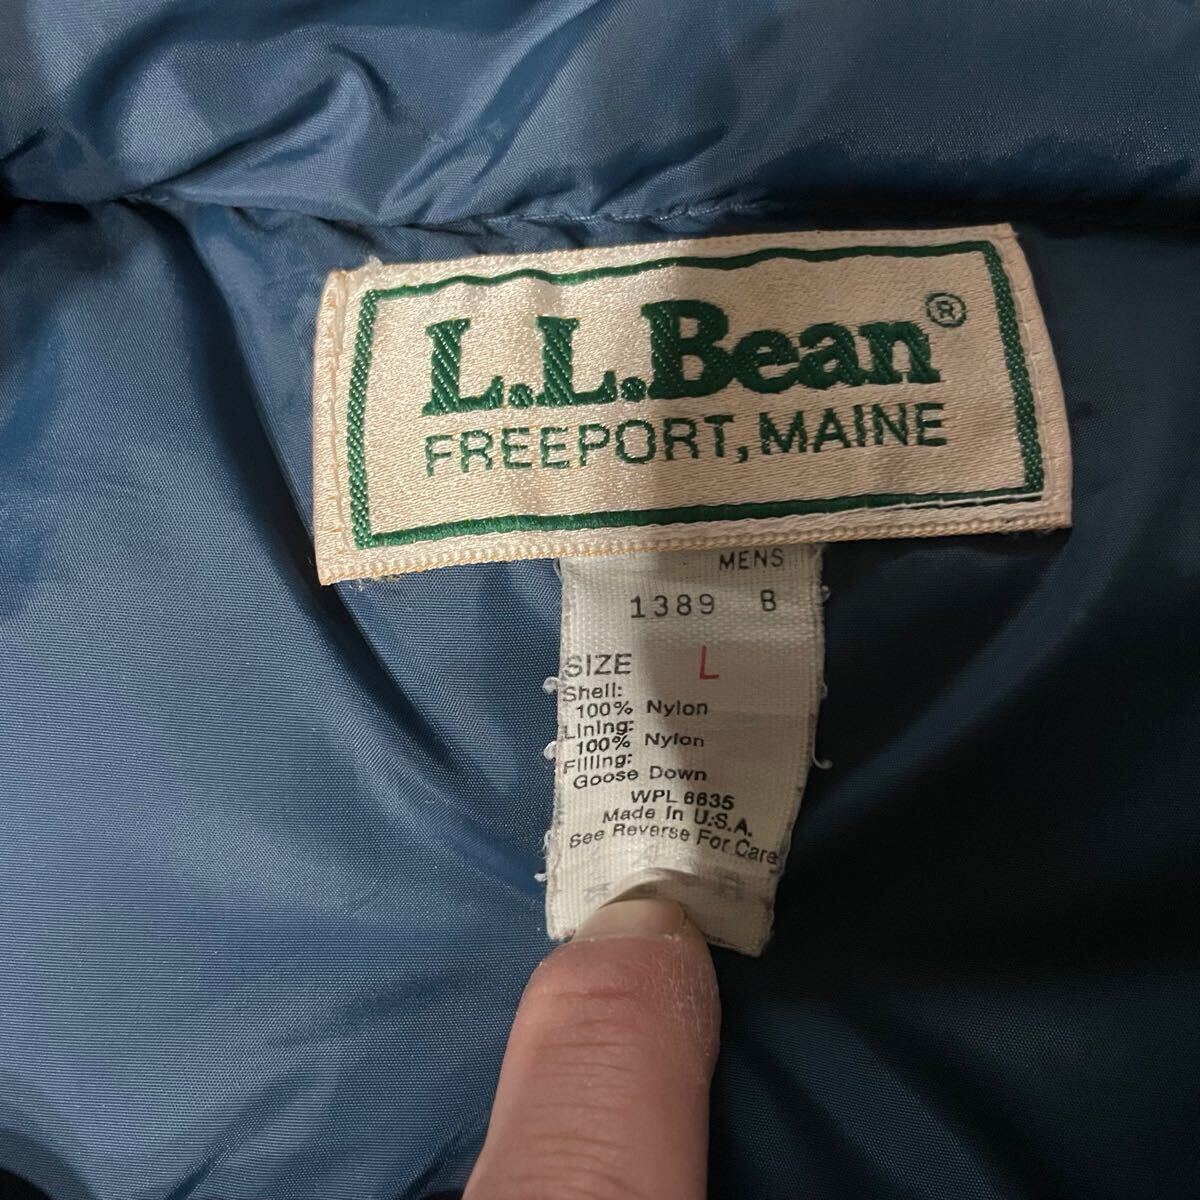 L.L.Bean®
FREEPORT, MAINE
MENS
1389 B
SIZE L
Shell:
100% Nylon
Lining:
100% Nylon
Filling:
Goose Down
WPL 6635
Made In U.S.A.
See Reverse For Care